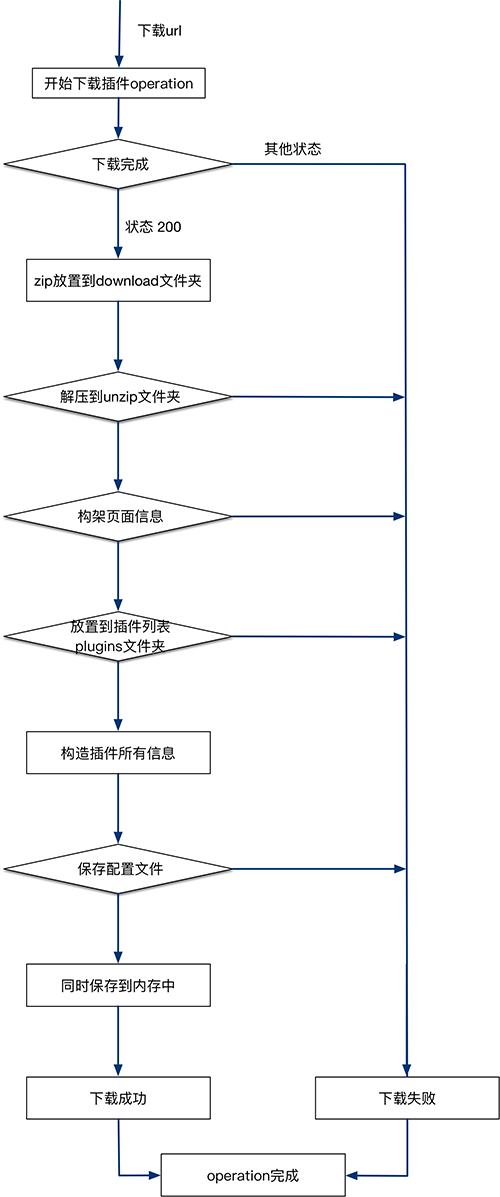 下载url
开始下载插件operation
下载完成
其他状态
状态 200
zip放置到download文件夹
解压到unzip文件夹
构架页面信息
放置到插件列表
plugins文件夹
构造插件所有信息
保存配置文件
同时保存到内存中
下载成功
下载失败
operation完成